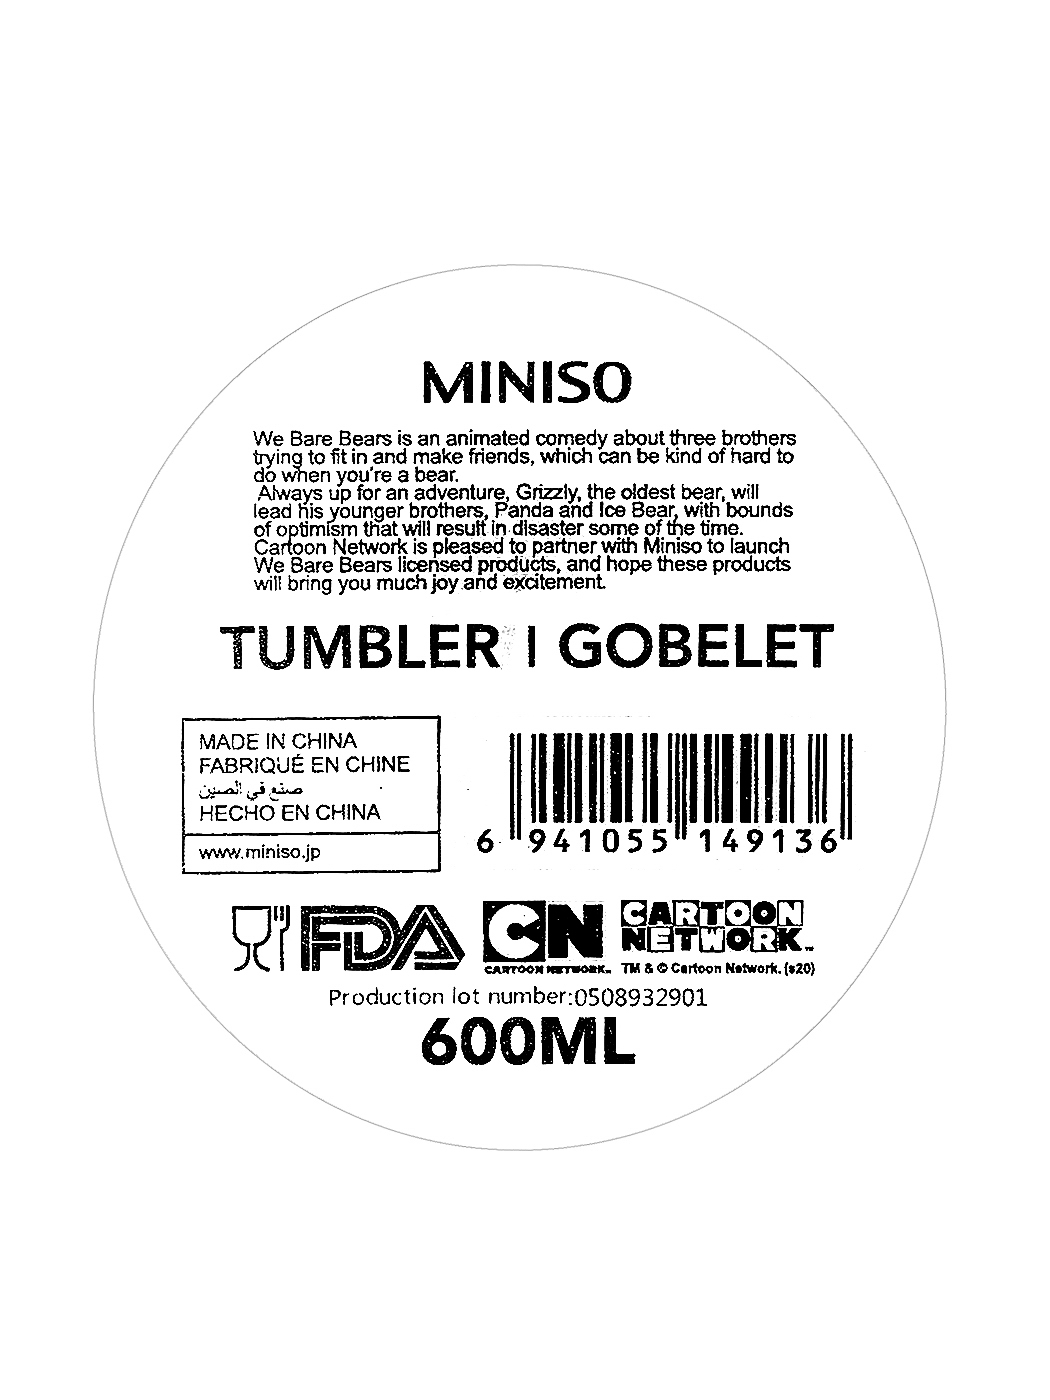 MINISO
We Bare Bears is an animated comedy about three brothers
trying to fit in and make friends, which can be kind of hard to
do when you're a bear.
Always up for an adventure, Grizzly, the oldest bear, will
lead his younger brothers, Panda and Ice Bear, with bounds
of optimism that will result in disaster some of the time.
Cartoon Network is pleased to partner with Miniso to launch
We Bare Bears licensed products, and hope these products
will bring you much joy and excitement.
TUMBLER | GOBELET
MADE IN CHINA
FABRIQUÉ EN CHINE
صنع في الصين
HECHO EN CHINA
www.miniso.jp
6 941055 149136
FDA
CN
CARTOON NETWORK™
CARTOON
NETWORK™
TM & © Cartoon Network. (s20)
Production lot number:0508932901
600ML